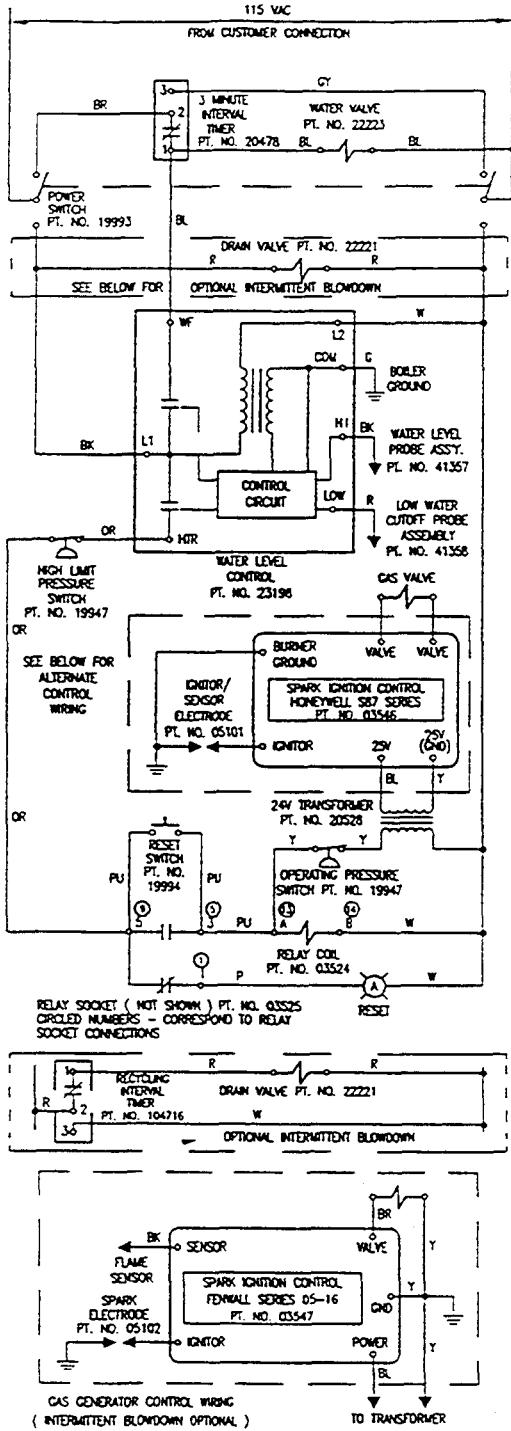 115 VAC
FROM CUSTOMER CONNECTION
GY
3
BR
2
3 MINUTE
INTERVAL
TIMER
PT. NO. 20478
WATER VALVE
PT. NO. 22223
1
BL
BL
POWER
SWITCH
PT. NO. 19993
BL
DRAIN VALVE PT. NO. 22221
R
R
SEE BELOW FOR OPTIONAL INTERMITTENT BLOWDOWN
WF
L2
W
COM
G
BOILER
GROUND
HI
BK
BK
L1
WATER LEVEL
PROBE ASS'Y.
PT. NO. 41357
CONTROL
CIRCUIT
LOW
R
OR
HTR
LOW WATER
CUTOFF PROBE
ASSEMBLY
PT. NO. 41358
HIGH LIMIT
PRESSURE
SWITCH
PT. NO. 19947
WATER LEVEL
CONTROL
PT. NO. 23198
GAS VALVE
OR
SEE BELOW FOR
ALTERNATE
CONTROL
WIRING
BURNER
GROUND
VALVE
VALVE
IGNITOR/
SENSOR
ELECTRODE
PT. NO. 05101
SPARK IGNITION CONTROL
HONEYWELL S87 SERIES
PT. NO. 03546
IGNITOR
25V
25V
(GND)
BL
Y
OR
24V TRANSFORMER
PT. NO. 20528
RESET
SWITCH
PT. NO.
19994
PU
PU
Y
Y
OPERATING PRESSURE
SWITCH PT. NO. 19947
9
5
5
3
PU
13
A
14
B
W
RELAY COIL
PT. NO. 03524
1
P
A
W
RESET
RELAY SOCKET ( NOT SHOWN ) PT. NO. 03525
CIRCLED NUMBERS - CORRESPOND TO RELAY
SOCKET CONNECTIONS
1
R
R
RECYCLING
INTERVAL
TIMER
PT. NO. 104716
DRAIN VALVE PT. NO. 22221
R
2
W
3
OPTIONAL INTERMITTENT BLOWDOWN
BR
BK
SENSOR
VALVE
Y
FLAME
SENSOR
SPARK IGNITION CONTROL
FENWALL SERIES 05-16
PT. NO. 03547
Y
GND
SPARK
ELECTRODE
PT. NO. 05102
IGNITOR
POWER
Y
BL
GAS GENERATOR CONTROL WIRING
( INTERMITTENT BLOWDOWN OPTIONAL )
TO TRANSFORMER